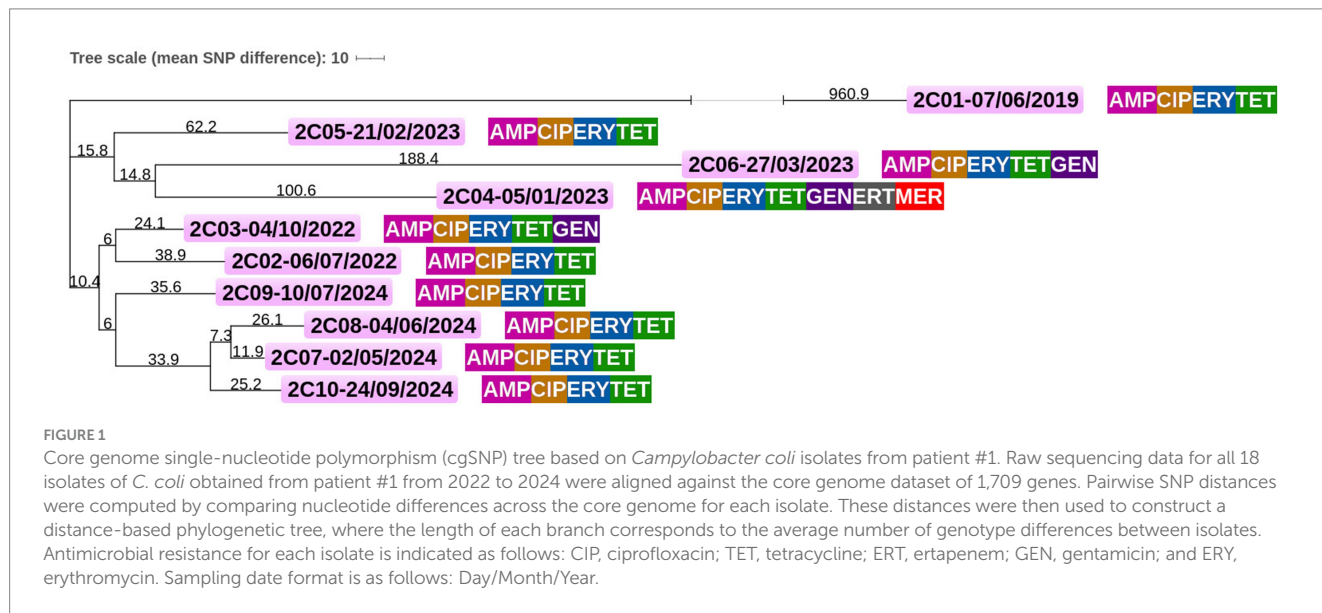 Tree scale (mean SNP difference): 10
960.9
2C01-07/06/2019 AMPCIPERYTET
62.2
2C05-21/02/2023 AMPCIPERYTET
15.8
188.4
2C06-27/03/2023 AMPCIPERYTETGEN
14.8
100.6
2C04-05/01/2023 AMPCIPERYTETGENERTMER
24.1
2C03-04/10/2022 AMPCIPERYTETGEN
6
38.9
2C02-06/07/2022 AMPCIPERYTET
10.4
35.6
2C09-10/07/2024 AMPCIPERYTET
6
26.1
2C08-04/06/2024 AMPCIPERYTET
7.3
11.9
2C07-02/05/2024 AMPCIPERYTET
33.9
25.2
2C10-24/09/2024 AMPCIPERYTET
FIGURE 1
Core genome single-nucleotide polymorphism (cgSNP) tree based on Campylobacter coli isolates from patient #1. Raw sequencing data for all 18
isolates of C. coli obtained from patient #1 from 2022 to 2024 were aligned against the core genome dataset of 1,709 genes. Pairwise SNP distances
were computed by comparing nucleotide differences across the core genome for each isolate. These distances were then used to construct a
distance-based phylogenetic tree, where the length of each branch corresponds to the average number of genotype differences between isolates.
Antimicrobial resistance for each isolate is indicated as follows: CIP, ciprofloxacin; TET, tetracycline; ERT, ertapenem; GEN, gentamicin; and ERY,
erythromycin. Sampling date format is as follows: Day/Month/Year.